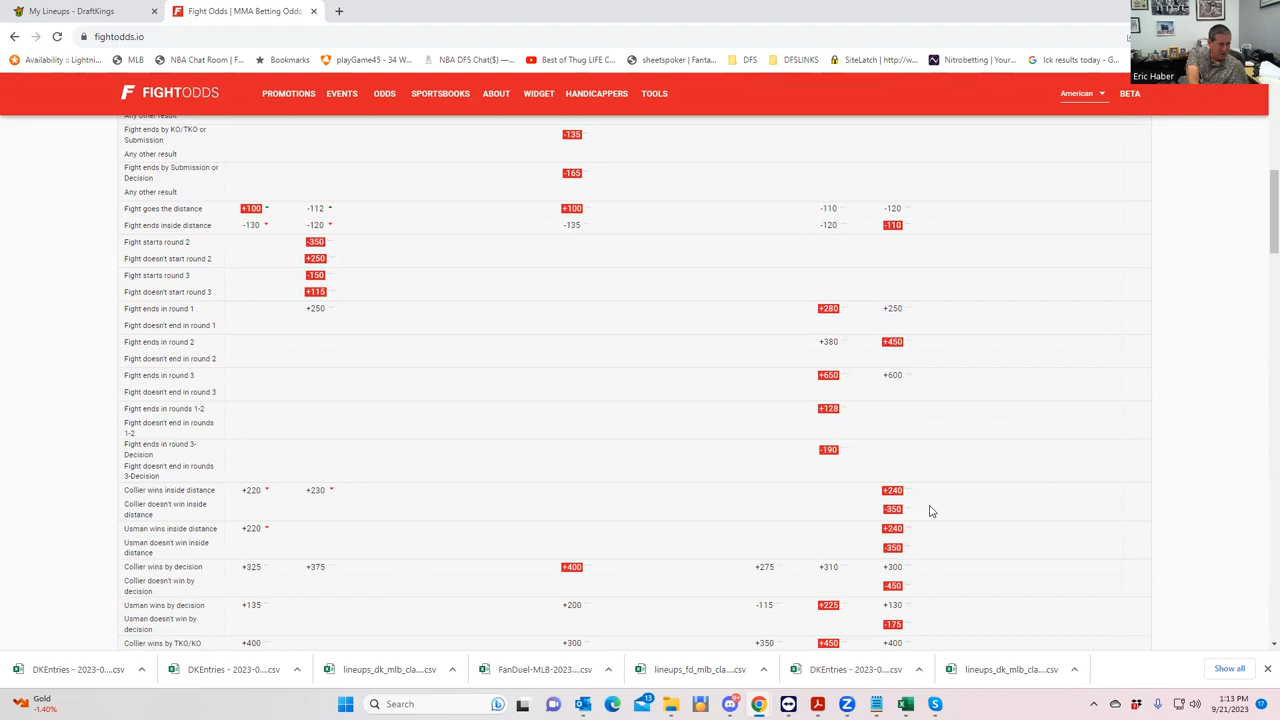 My Lineups - DraftKings
Fight Odds | MMA Betting Odds
fightodds.io
Availability :: Lightni...
MLB
NBA Chat Room | F...
Bookmarks
playGame45 - 34 W...
Best of Thug LIFE C...
sheetspoker | Fanta...
DFS
DFSLINKS
SiteLatch | http://w...
Nitrobetting | Your...
Ick results today - G...
Eric Haber
FIGHTODDS
PROMOTIONS EVENTS ODDS SPORTSBOOKS ABOUT WIDGET HANDICAPPERS TOOLS
American
BETA
Any other result
Fight ends by KO/TKO or -135
Submission
Any other result
Fight ends by Submission or -165
Decision
Any other result
Fight goes the distance +100 -112 +100 -110 -120
Fight ends inside distance -130 -120 -135 -120 -110
Fight starts round 2 -350
Fight doesn't start round 2 +250
Fight starts round 3 -150
Fight doesn't start round 3 +115
Fight ends in round 1 +250 +280 +250
Fight doesn't end in round 1
Fight ends in round 2 +380 +450
Fight doesn't end in round 2
Fight ends in round 3 +650 +600
Fight doesn't end in round 3
Fight ends in rounds 1-2 +128
Fight doesn't end in rounds
1-2
Fight ends in round 3- -190
Decision
Fight doesn't end in rounds
3-Decision
Collier wins inside distance +220 +230 +240
Collier doesn't win inside -350
distance
Usman wins inside distance +220 +240
Usman doesn't win inside -350
distance
Collier wins by decision +325 +375 +400 +275 +310 +300
Collier doesn't win by -450
decision
Usman wins by decision +135 +200 -115 +225 +130
Usman doesn't win by -175
decision
Collier wins by TKO/KO +400 +300 +350 +450 +400
DKEntries - 2023-0....csv
DKEntries - 2023-0....csv
lineups_dk_mlb_cla....csv
FanDuel-MLB-2023....csv
lineups_fd_mlb_cla....csv
DKEntries - 2023-0....csv
lineups_dk_mlb_cla....csv
Show all
Gold
-1.40%
Search
13
1:13 PM
9/21/2023
17